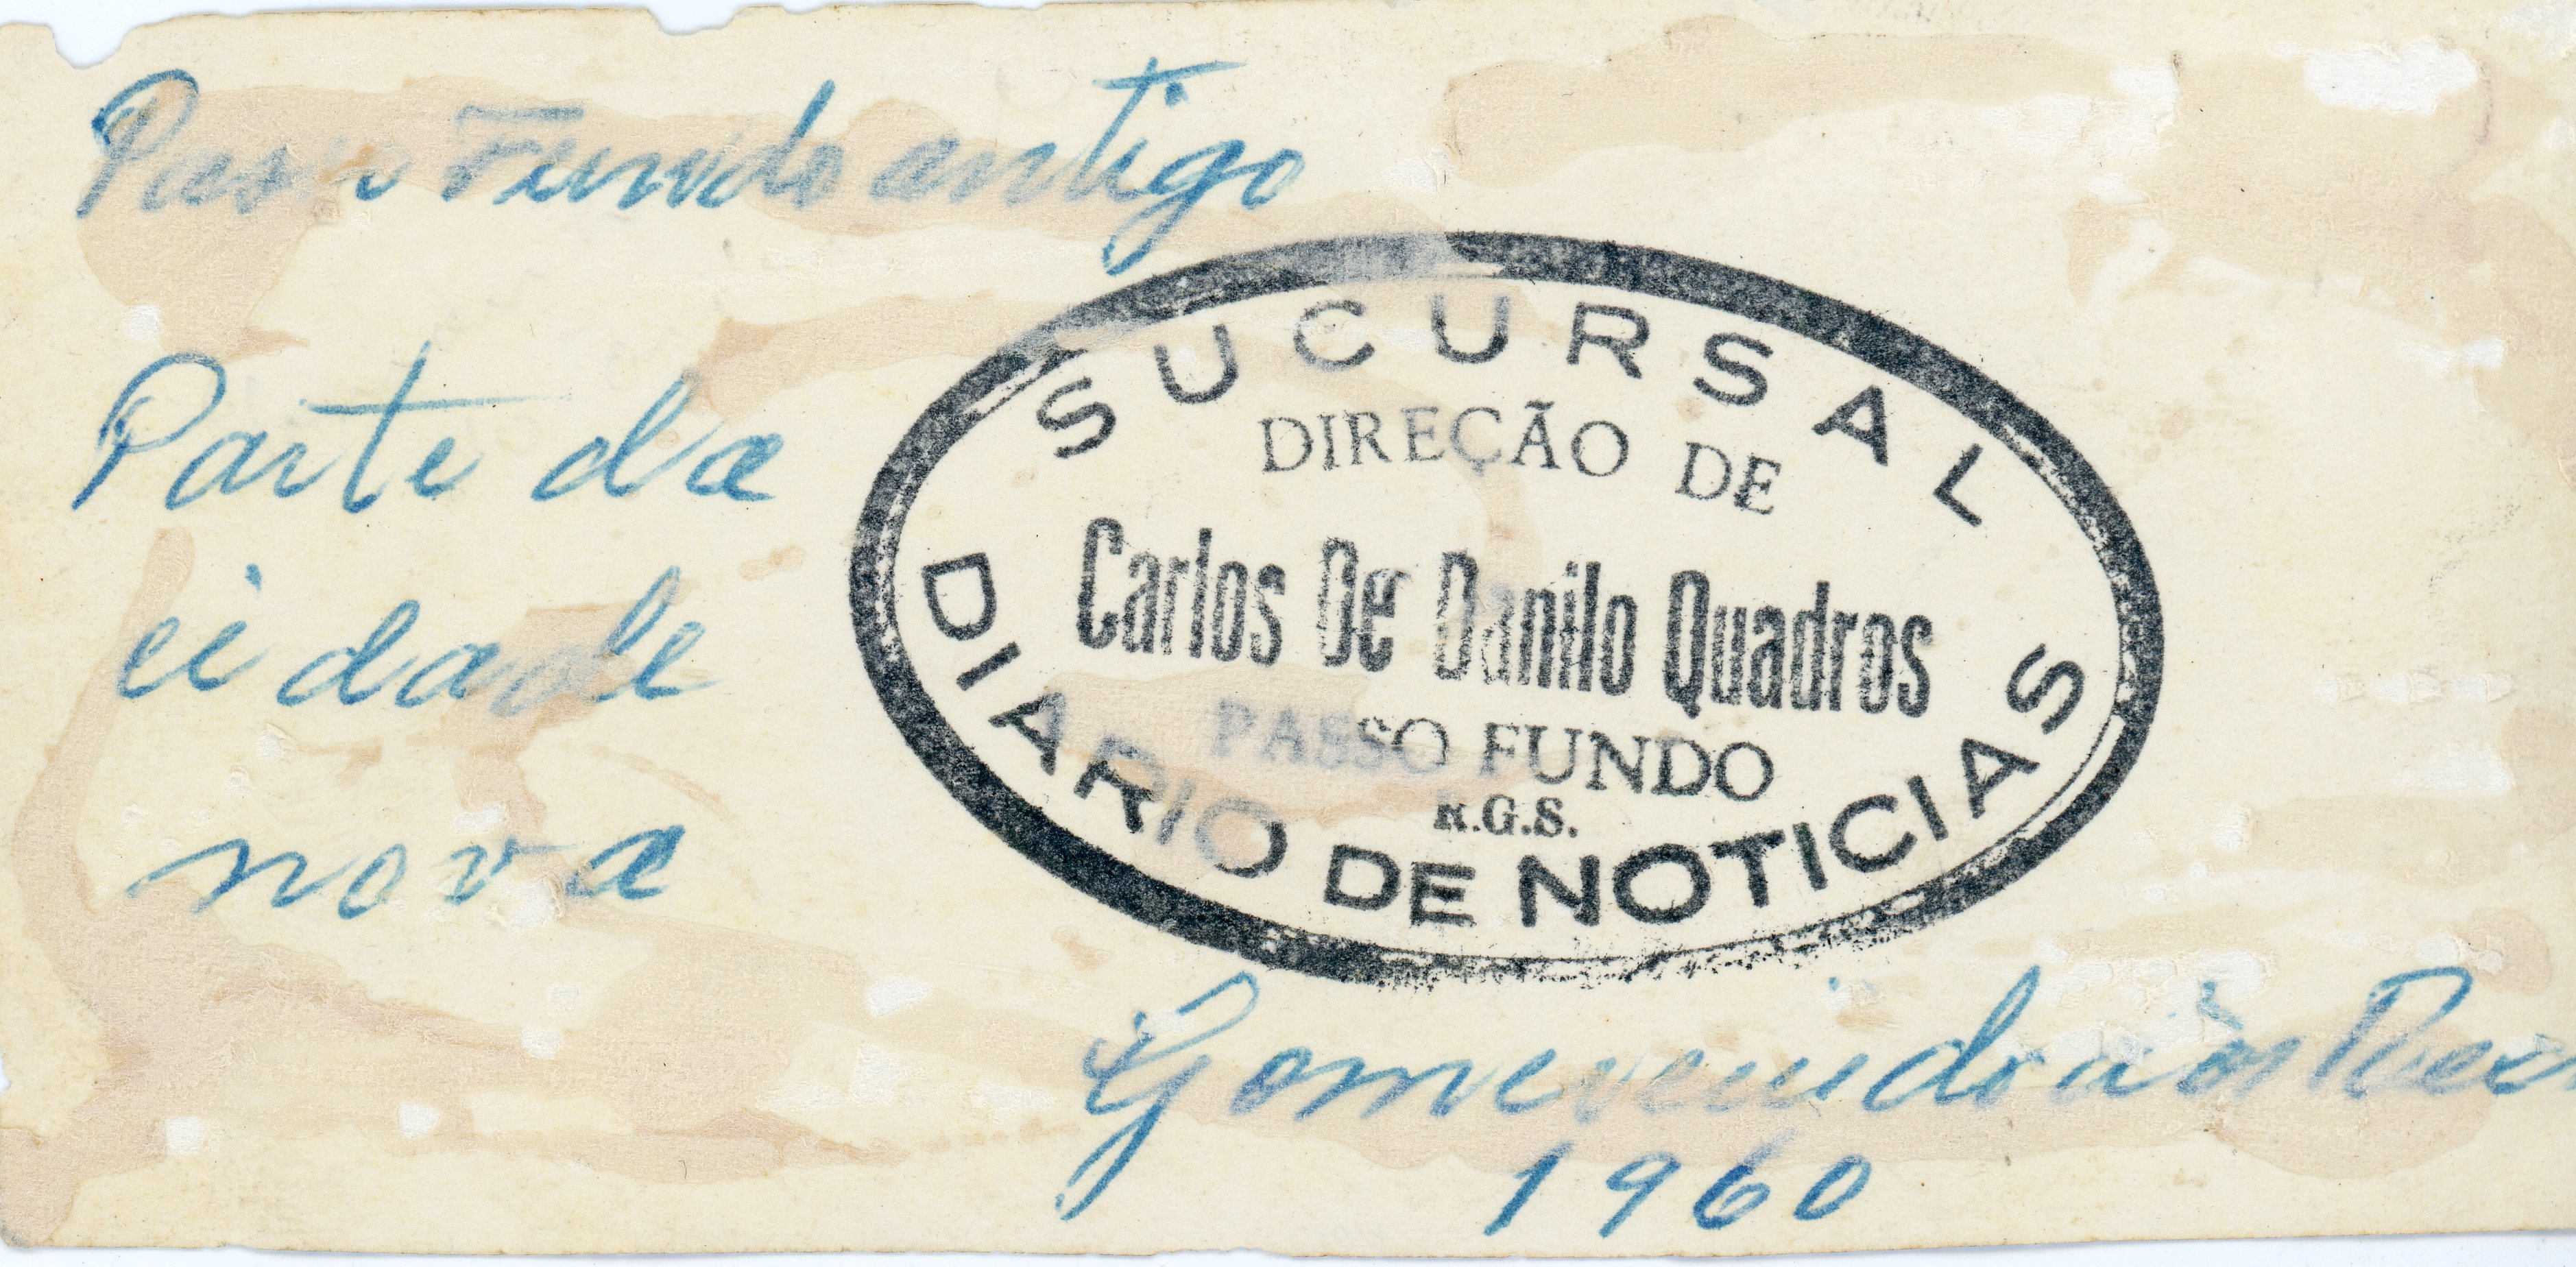 Passo Fundo antigo
Parte da
cidade
nova
SUCURSAL
DIREÇÃO DE
Carlos De Danilo Quadros
PASSO FUNDO
R.G.S.
DIARIO DE NOTICIAS
1960